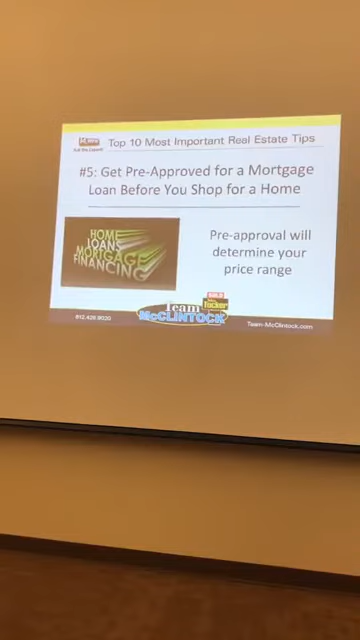 Top 10 Most Important Real Estate Tips
#5: Get Pre-Approved for a Mortgage
Loan Before You Shop for a Home
HOME
LOANS
MORTGAGE
FINANCING
Pre-approval will
determine your
price range
Team
McCLINTOCK
Team-McClintock.com